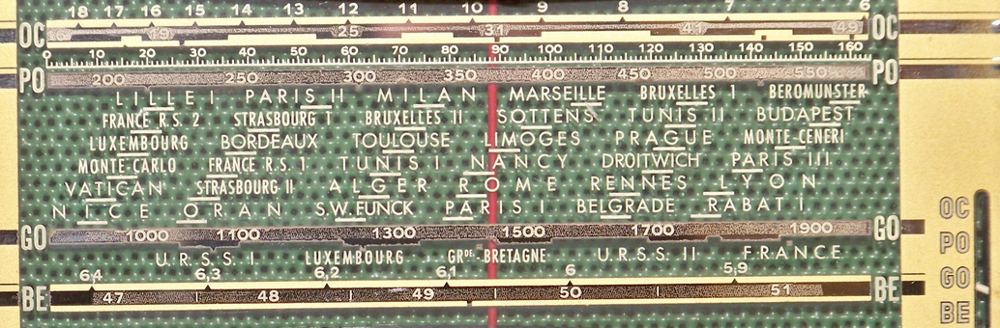 18 17 16 15 14 13 12 11 10 9 8 7 6
OC 16 19 25 31 41 49 OC
0 10 20 30 40 50 60 70 80 90 100 110 120 130 140 150 160
PO 200 250 300 350 400 450 500 550 PO
LILLE I PARIS II MILAN MARSEILLE BRUXELLES 1 BEROMUNSTER
FRANCE R.S. 2 STRASBOURG I BRUXELLES II SOTTENS TUNIS II BUDAPEST
LUXEMBOURG BORDEAUX TOULOUSE LIMOGES PRAGUE MONTE-CENERI
MONTE-CARLO FRANCE R.S. 1 TUNIS I NANCY DROITWICH PARIS III
VATICAN STRASBOURG II ALGER ROME RENNES LYON
NICE ORAN S.W. FUNCK PARIS I BELGRADE RABAT I
GO 1000 1100 1300 1500 1700 1900 GO
U.R.S.S. I LUXEMBOURG GRDE-BRETAGNE U.R.S.S. II FRANCE
6,4 6,3 6,2 6,1 6 5,9
BE 47 48 49 50 51 BE
OC
PO
GO
BE